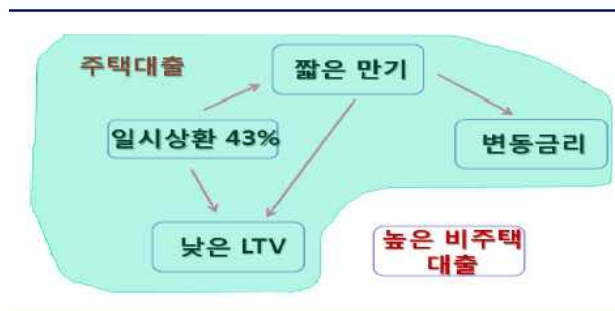 주택대출
짧은 만기
일시상환 43%
변동금리
낮은 LTV
높은 비주택
대출